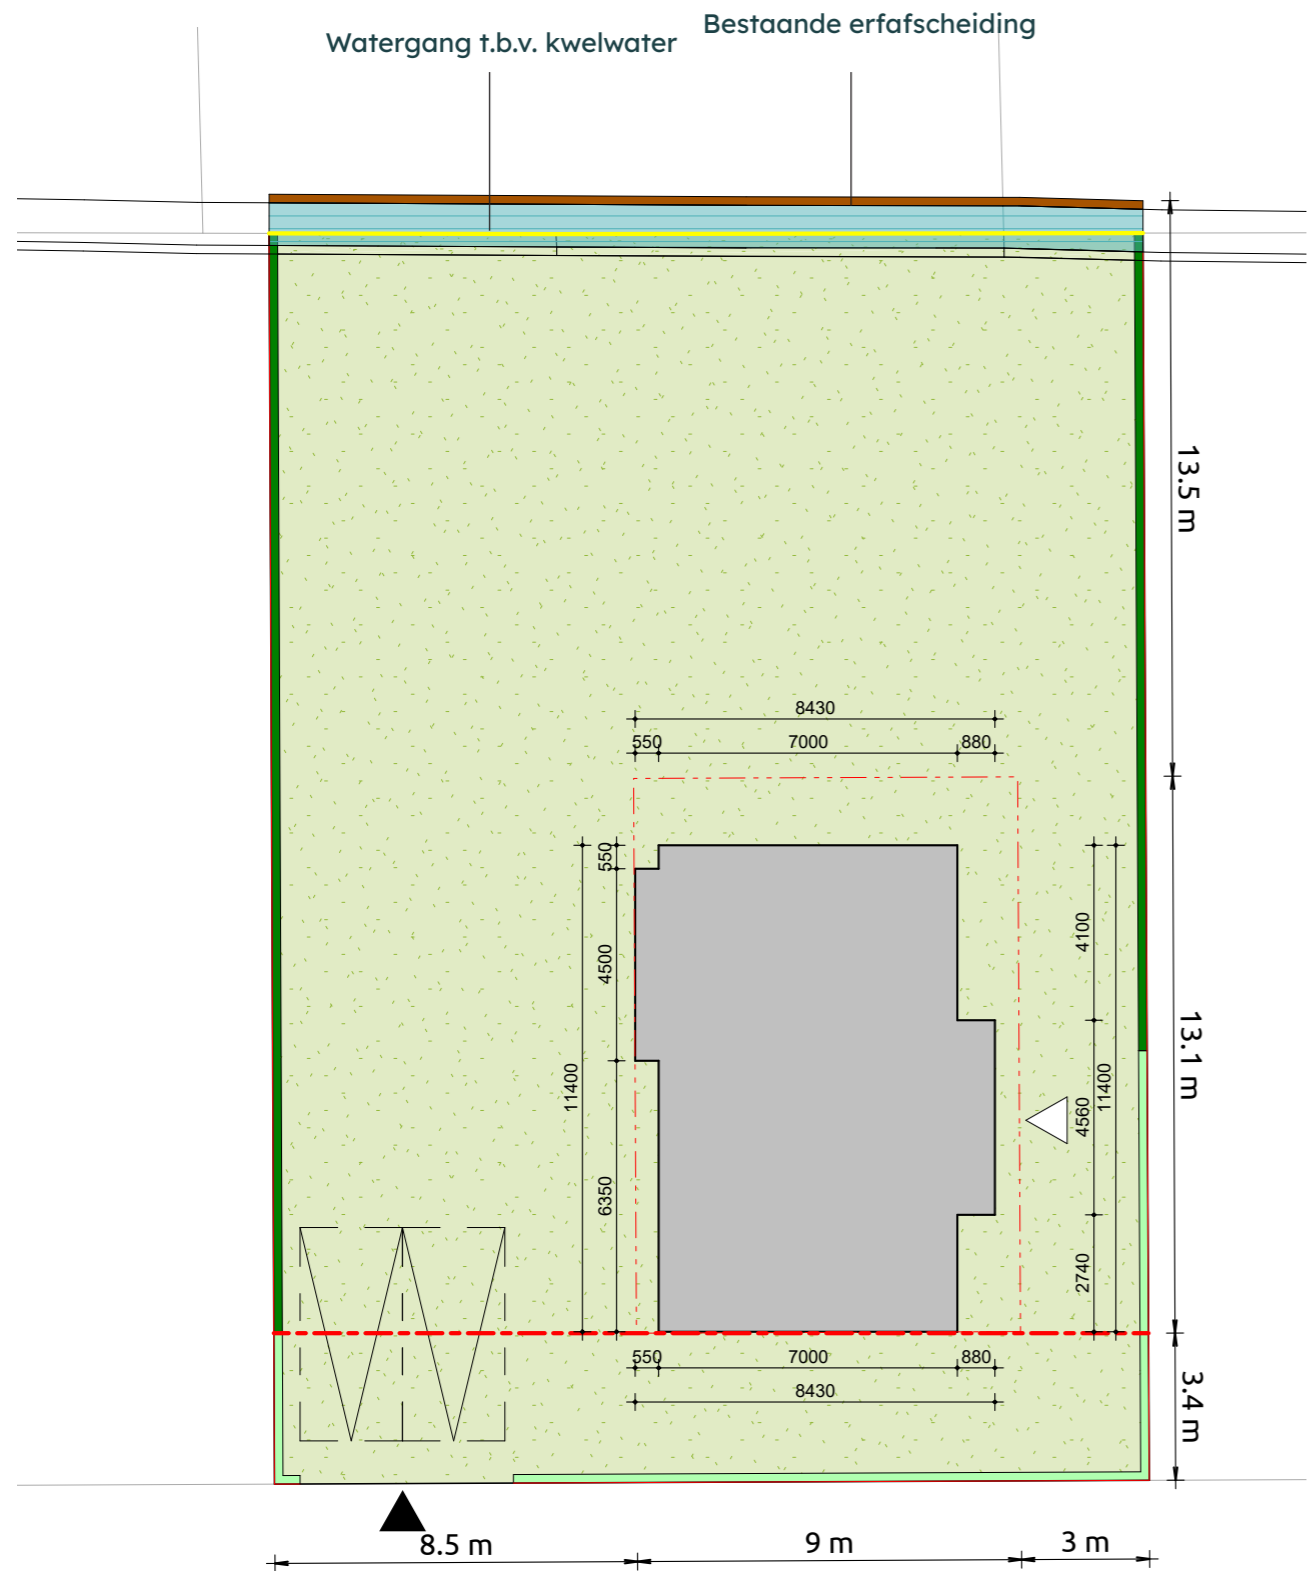 Watergang t.b.v. kwelwater
Bestaande erfafscheiding
13.5 m
8430
550 7000 880
550
4500
4100
11400
13.1 m
11400
4560
6350
2740
550 7000 880
8430
3.4 m
8.5 m
9 m
3 m